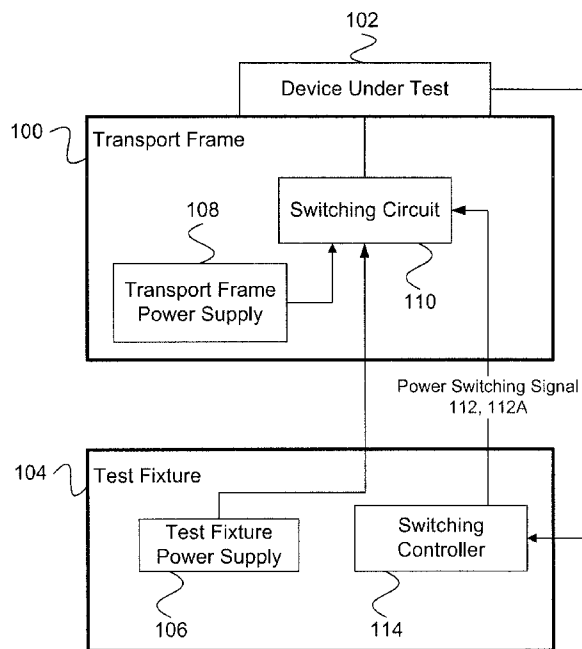 102
Device Under Test
100
Transport Frame
108
Switching Circuit
110
Transport Frame
Power Supply
Power Switching Signal
112, 112A
104
Test Fixture
Test Fixture
Power Supply
Switching
Controller
106
114